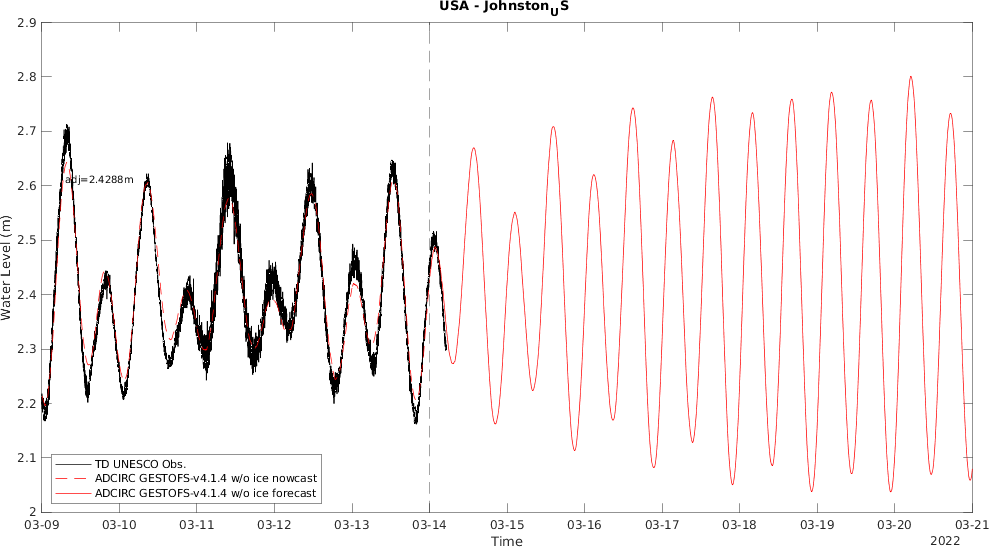 USA - Johnston_US
2.9
2.8
2.7
2.6
2.5
2.4
2.3
2.2
2.1
2
Water Level (m)
adj=2.4288m
TD UNESCO Obs.
ADCIRC GESTOFS-v4.1.4 w/o ice nowcast
ADCIRC GESTOFS-v4.1.4 w/o ice forecast
03-09 03-10 03-11 03-12 03-13 03-14 03-15 03-16 03-17 03-18 03-19 03-20 03-21
Time
2022